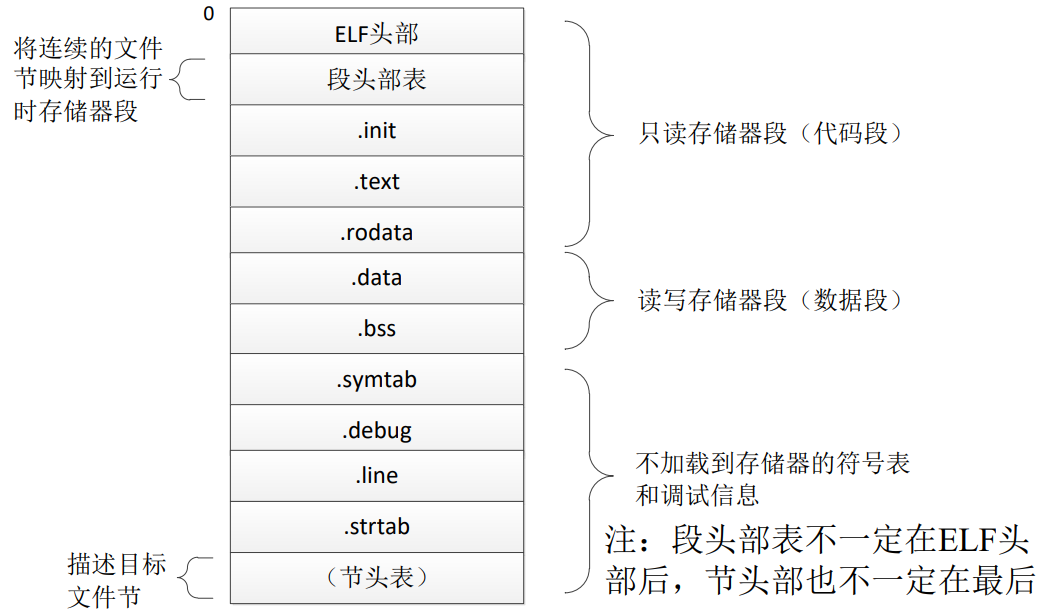 0
ELF头部
将连续的文件
节映射到运行
时存储器段
段头部表
.init
只读存储器段（代码段）
.text
.rodata
.data
读写存储器段（数据段）
.bss
.symtab
.debug
.line
不加载到存储器的符号表
和调试信息
.strtab
注：段头部表不一定在ELF头
部后，节头部也不一定在最后
描述目标
文件节
（节头表）